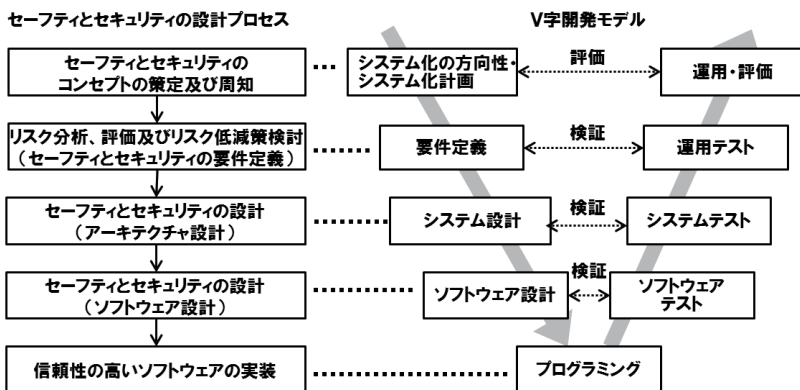 セーフティとセキュリティの設計プロセス
V字開発モデル
セーフティとセキュリティの
コンセプトの策定及び周知
システム化の方向性・
システム化計画
評価
運用・評価
リスク分析、評価及びリスク低減策検討
(セーフティとセキュリティの要件定義)
要件定義
検証
運用テスト
セーフティとセキュリティの設計
(アーキテクチャ設計)
システム設計
検証
システムテスト
セーフティとセキュリティの設計
(ソフトウェア設計)
ソフトウェア設計
検証
ソフトウェア
テスト
信頼性の高いソフトウェアの実装
プログラミング